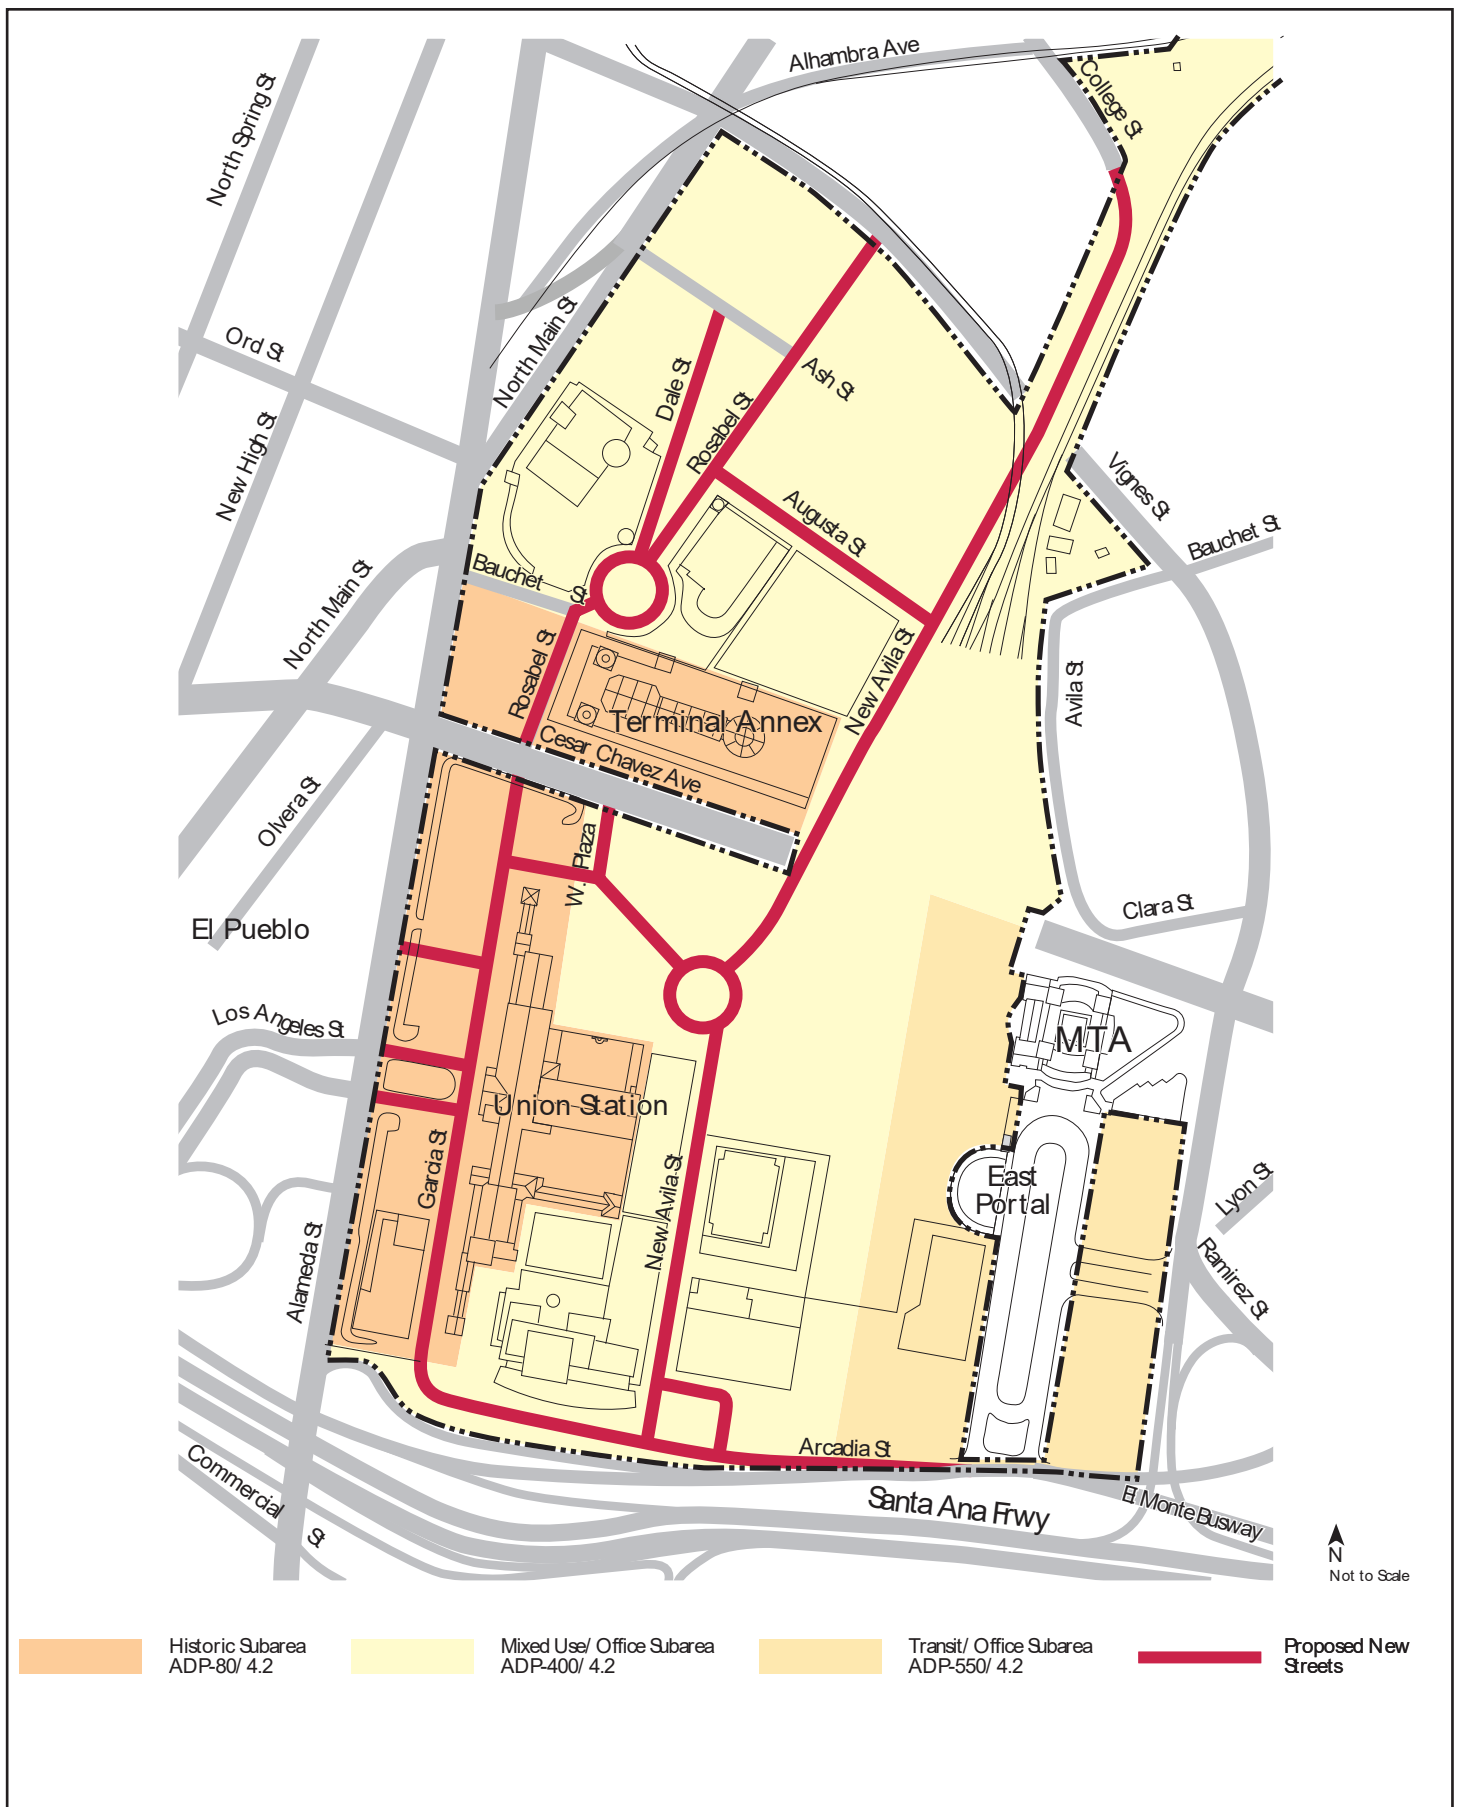 Alhambra Ave
College St
North Spring St
North Main St
Ord St
Dale St
Ash St
Rosabel St
New High St
Vignes St
Augusta St
Bauchet St
Bauchet St
North Main St
Rosabel St
New Avila St
Avila St
Terminal Annex
Cesar Chavez Ave
Olvera St
W. Plaza
Clara St
El Pueblo
Los Angeles St
MTA
Union Station
Garcia St
East
Portal
Lyon St
New Avila St
Alameda St
Ramirez St
Arcadia St
Commercial St
Santa Ana Frwy
El Monte Busway
N
Not to Scale
Historic Subarea
ADP-80/ 4.2
Mixed Use/ Office Subarea
ADP-400/ 4.2
Transit/ Office Subarea
ADP-550/ 4.2
Proposed New
Streets